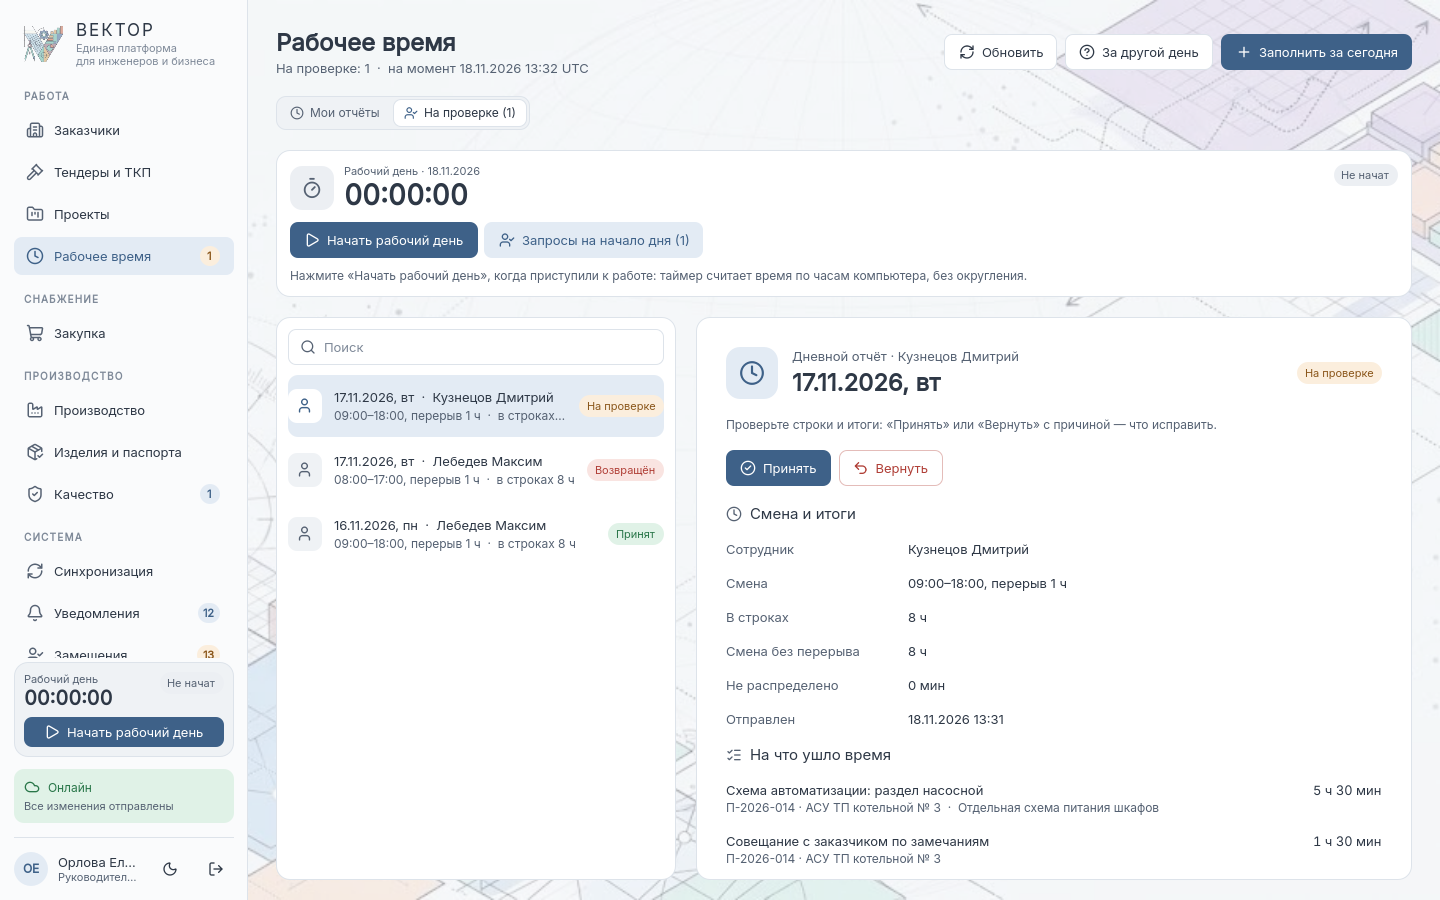 ВЕКТОР
Единая платформа
для инженеров и бизнеса
РАБОТА
Заказчики
Тендеры и ТКП
Проекты
Рабочее время 1
СНАБЖЕНИЕ
Закупка
ПРОИЗВОДСТВО
Производство
Изделия и паспорта
Качество 1
СИСТЕМА
Синхронизация
Уведомления 12
Замещения 13
Рабочий день
Не начат
00:00:00
Начать рабочий день
Онлайн
Все изменения отправлены
ОЕ
Орлова Ел...
Руководител...
Рабочее время
На проверке: 1 · на момент 18.11.2026 13:32 UTC
Обновить
За другой день
Заполнить за сегодня
Мои отчёты
На проверке (1)
Рабочий день · 18.11.2026
00:00:00
Не начат
Начать рабочий день
Запросы на начало дня (1)
Нажмите «Начать рабочий день», когда приступили к работе: таймер считает время по часам компьютера, без округления.
Поиск
17.11.2026, вт · Кузнецов Дмитрий
09:00–18:00, перерыв 1 ч · в строках...
На проверке
17.11.2026, вт · Лебедев Максим
08:00–17:00, перерыв 1 ч · в строках 8 ч
Возвращён
16.11.2026, пн · Лебедев Максим
09:00–18:00, перерыв 1 ч · в строках 8 ч
Принят
Дневной отчёт · Кузнецов Дмитрий
17.11.2026, вт
На проверке
Проверьте строки и итоги: «Принять» или «Вернуть» с причиной — что исправить.
Принять
Вернуть
Смена и итоги
Сотрудник Кузнецов Дмитрий
Смена 09:00–18:00, перерыв 1 ч
В строках 8 ч
Смена без перерыва 8 ч
Не распределено 0 мин
Отправлен 18.11.2026 13:31
На что ушло время
Схема автоматизации: раздел насосной 5 ч 30 мин
П-2026-014 · АСУ ТП котельной № 3 · Отдельная схема питания шкафов
Совещание с заказчиком по замечаниям 1 ч 30 мин
П-2026-014 · АСУ ТП котельной № 3